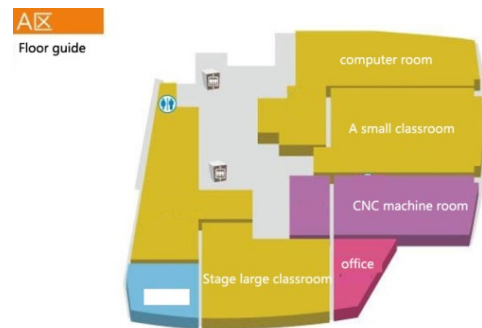 A区
Floor guide
computer room
A small classroom
CNC machine room
office
Stage large classroom